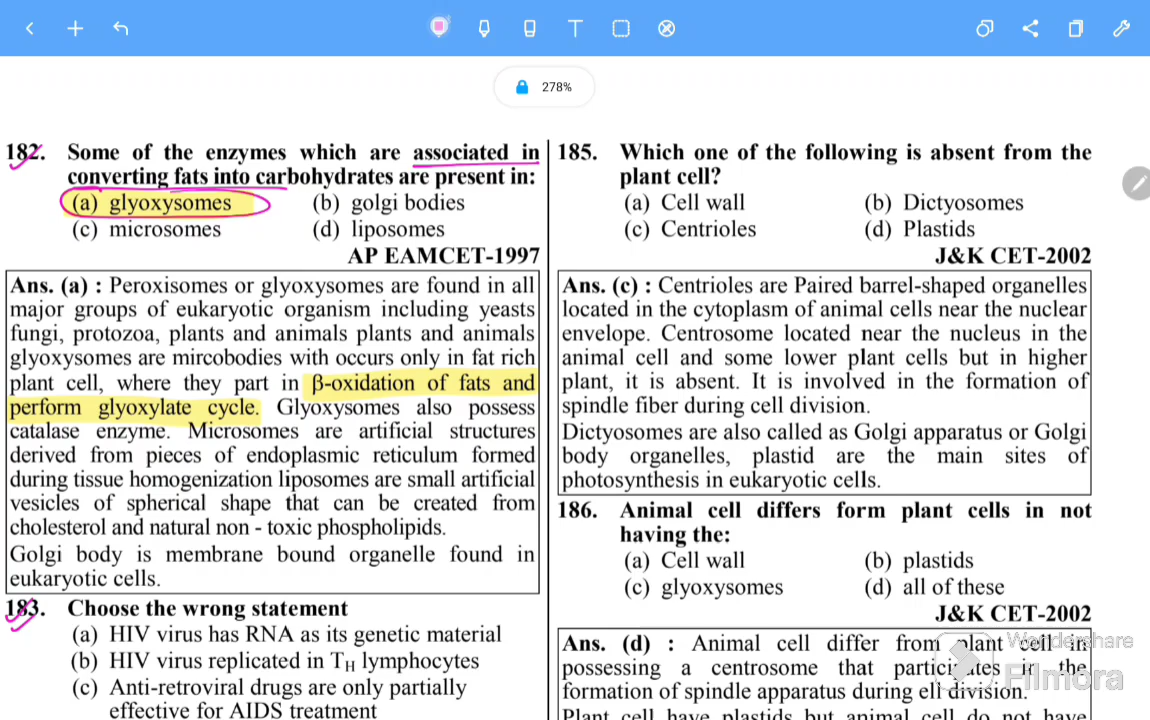 278%
182. Some of the enzymes which are associated in
converting fats into carbohydrates are present in:
(a) glyoxysomes (b) golgi bodies
(c) microsomes (d) liposomes
AP EAMCET-1997
Ans. (a) : Peroxisomes or glyoxysomes are found in all
major groups of eukaryotic organism including yeasts
fungi, protozoa, plants and animals plants and animals
glyoxysomes are mircobodies with occurs only in fat rich
plant cell, where they part in β-oxidation of fats and
perform glyoxylate cycle. Glyoxysomes also possess
catalase enzyme. Microsomes are artificial structures
derived from pieces of endoplasmic reticulum formed
during tissue homogenization liposomes are small artificial
vesicles of spherical shape that can be created from
cholesterol and natural non - toxic phospholipids.
Golgi body is membrane bound organelle found in
eukaryotic cells.
183. Choose the wrong statement
(a) HIV virus has RNA as its genetic material
(b) HIV virus replicated in TH lymphocytes
(c) Anti-retroviral drugs are only partially
effective for AIDS treatment
185. Which one of the following is absent from the
plant cell?
(a) Cell wall (b) Dictyosomes
(c) Centrioles (d) Plastids
J&K CET-2002
Ans. (c) : Centrioles are Paired barrel-shaped organelles
located in the cytoplasm of animal cells near the nuclear
envelope. Centrosome located near the nucleus in the
animal cell and some lower plant cells but in higher
plant, it is absent. It is involved in the formation of
spindle fiber during cell division.
Dictyosomes are also called as Golgi apparatus or Golgi
body organelles, plastid are the main sites of
photosynthesis in eukaryotic cells.
186. Animal cell differs form plant cells in not
having the:
(a) Cell wall (b) plastids
(c) glyoxysomes (d) all of these
J&K CET-2002
Ans. (d) : Animal cell differ from plant cell in
possessing a centrosome that participates in the
formation of spindle apparatus during ell division.
Plant cell have plastids but animal cell do not have
Wondershare
Filmora